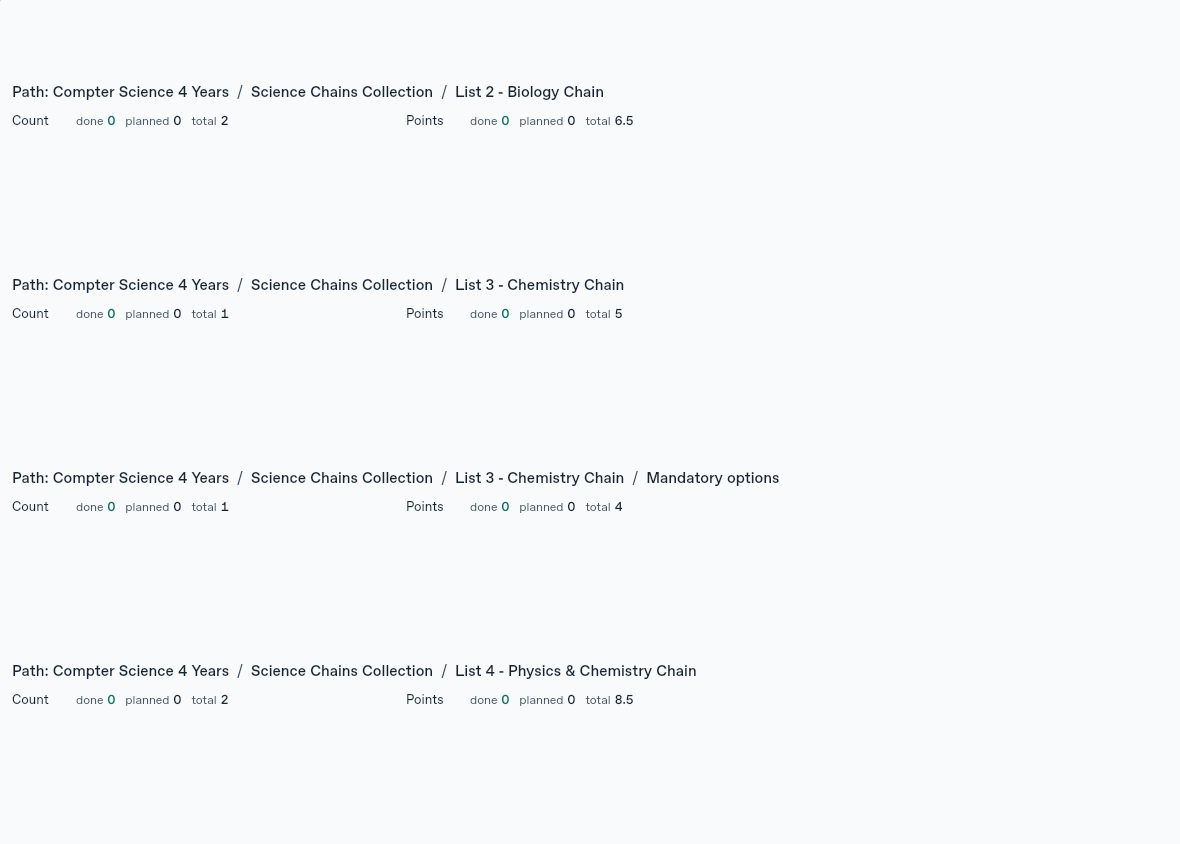 Path: Compter Science 4 Years / Science Chains Collection / List 2 - Biology Chain
Count done 0 planned 0 total 2 Points done 0 planned 0 total 6.5
Path: Compter Science 4 Years / Science Chains Collection / List 3 - Chemistry Chain
Count done 0 planned 0 total 1 Points done 0 planned 0 total 5
Path: Compter Science 4 Years / Science Chains Collection / List 3 - Chemistry Chain / Mandatory options
Count done 0 planned 0 total 1 Points done 0 planned 0 total 4
Path: Compter Science 4 Years / Science Chains Collection / List 4 - Physics & Chemistry Chain
Count done 0 planned 0 total 2 Points done 0 planned 0 total 8.5